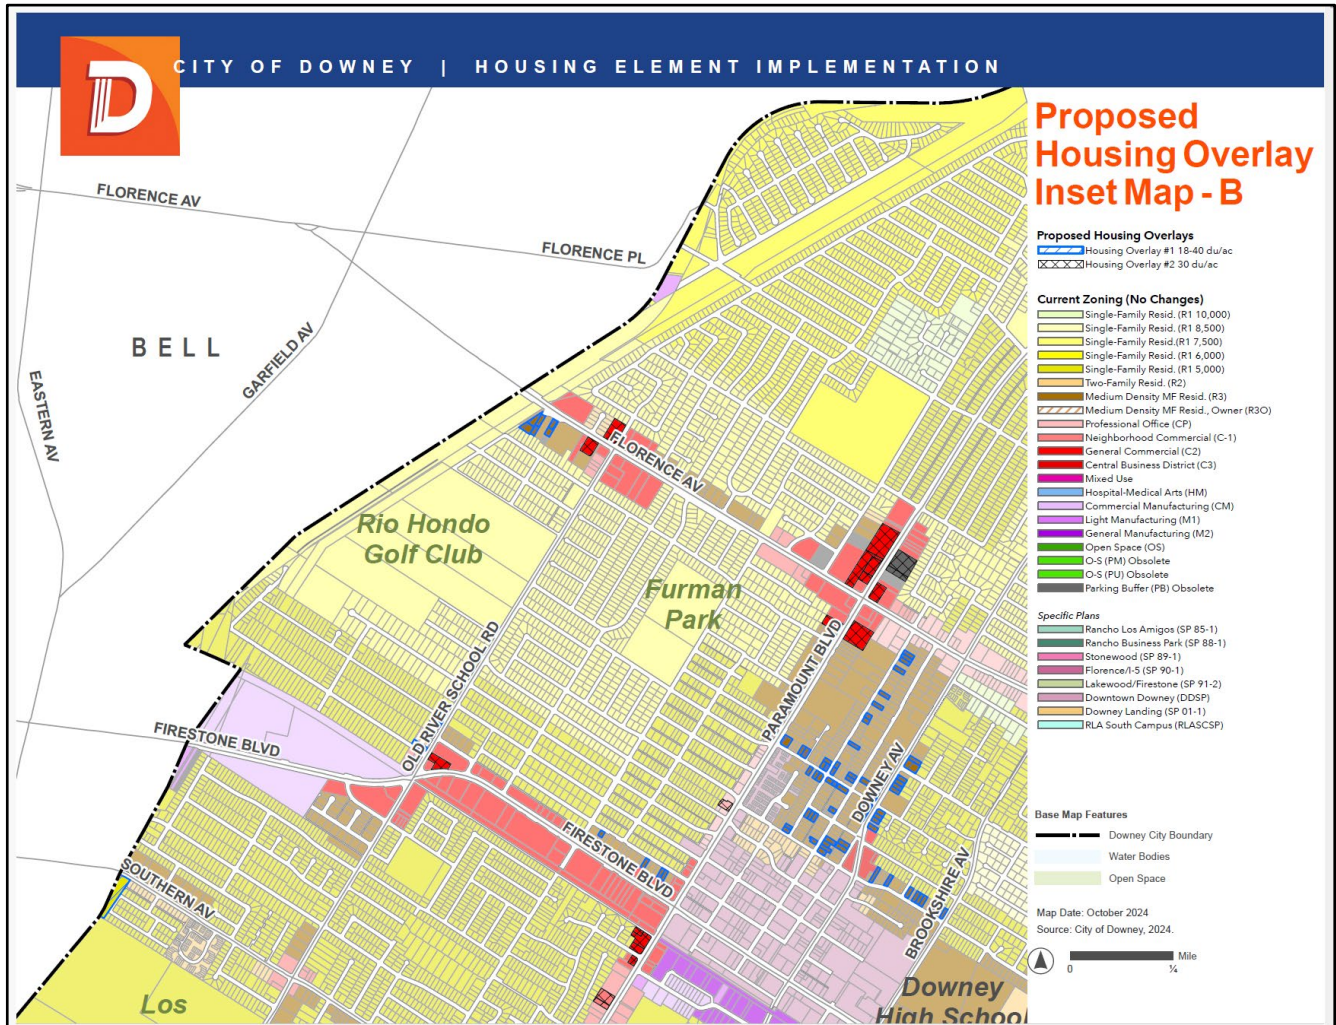 D
CITY OF DOWNEY | HOUSING ELEMENT IMPLEMENTATION
Proposed
Housing Overlay
Inset Map - B
Proposed Housing Overlays
Housing Overlay #1 18-40 du/ac
Housing Overlay #2 30 du/ac
Current Zoning (No Changes)
Single-Family Resid. (R1 10,000)
Single-Family Resid. (R1 8,500)
Single-Family Resid.(R1 7,500)
Single-Family Resid. (R1 6,000)
Single-Family Resid. (R1 5,000)
Two-Family Resid. (R2)
Medium Density MF Resid. (R3)
Medium Density MF Resid., Owner (R3O)
Professional Office (CP)
Neighborhood Commercial (C-1)
General Commercial (C2)
Central Business District (C3)
Mixed Use
Hospital-Medical Arts (HM)
Commercial Manufacturing (CM)
Light Manufacturing (M1)
General Manufacturing (M2)
Open Space (OS)
O-S (PM) Obsolete
O-S (PU) Obsolete
Parking Buffer (PB) Obsolete
Specific Plans
Rancho Los Amigos (SP 85-1)
Rancho Business Park (SP 88-1)
Stonewood (SP 89-1)
Florence/I-5 (SP 90-1)
Lakewood/Firestone (SP 91-2)
Downtown Downey (DDSP)
Downey Landing (SP 01-1)
RLA South Campus (RLASCSP)
Base Map Features
Downey City Boundary
Water Bodies
Open Space
Map Date: October 2024
Source: City of Downey, 2024.
Mile
0 ¼
FLORENCE AV
FLORENCE PL
BELL
GARFIELD AV
EASTERN AV
FLORENCE AV
Rio Hondo
Golf Club
Furman
Park
OLD RIVER SCHOOL RD
PARAMOUNT BLVD
FIRESTONE BLVD
DOWNEY AV
FIRESTONE BLVD
SOUTHERN AV
BROOKSHIRE AV
Los
Downey
High School